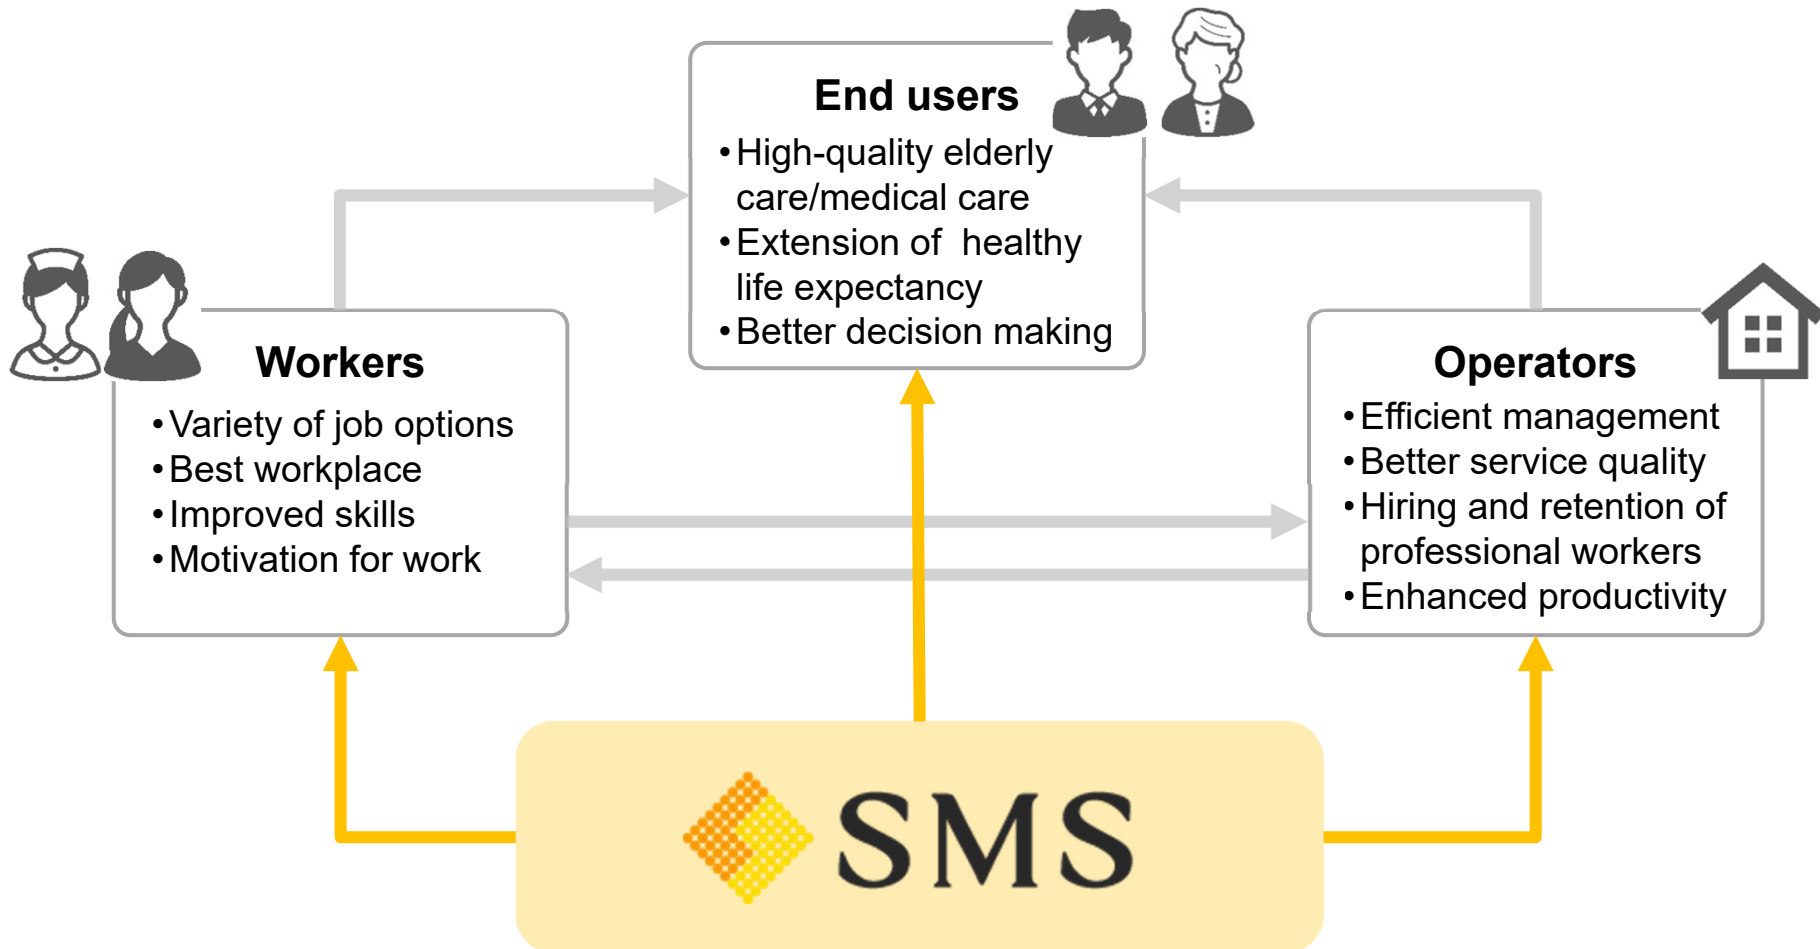 End users
•High-quality elderly
care/medical care
•Extension of  healthy
life expectancy
•Better decision making
Workers
•Variety of job options
•Best workplace
•Improved skills
•Motivation for work
Operators
•Efficient management
•Better service quality
•Hiring and retention of
professional workers
•Enhanced productivity
SMS